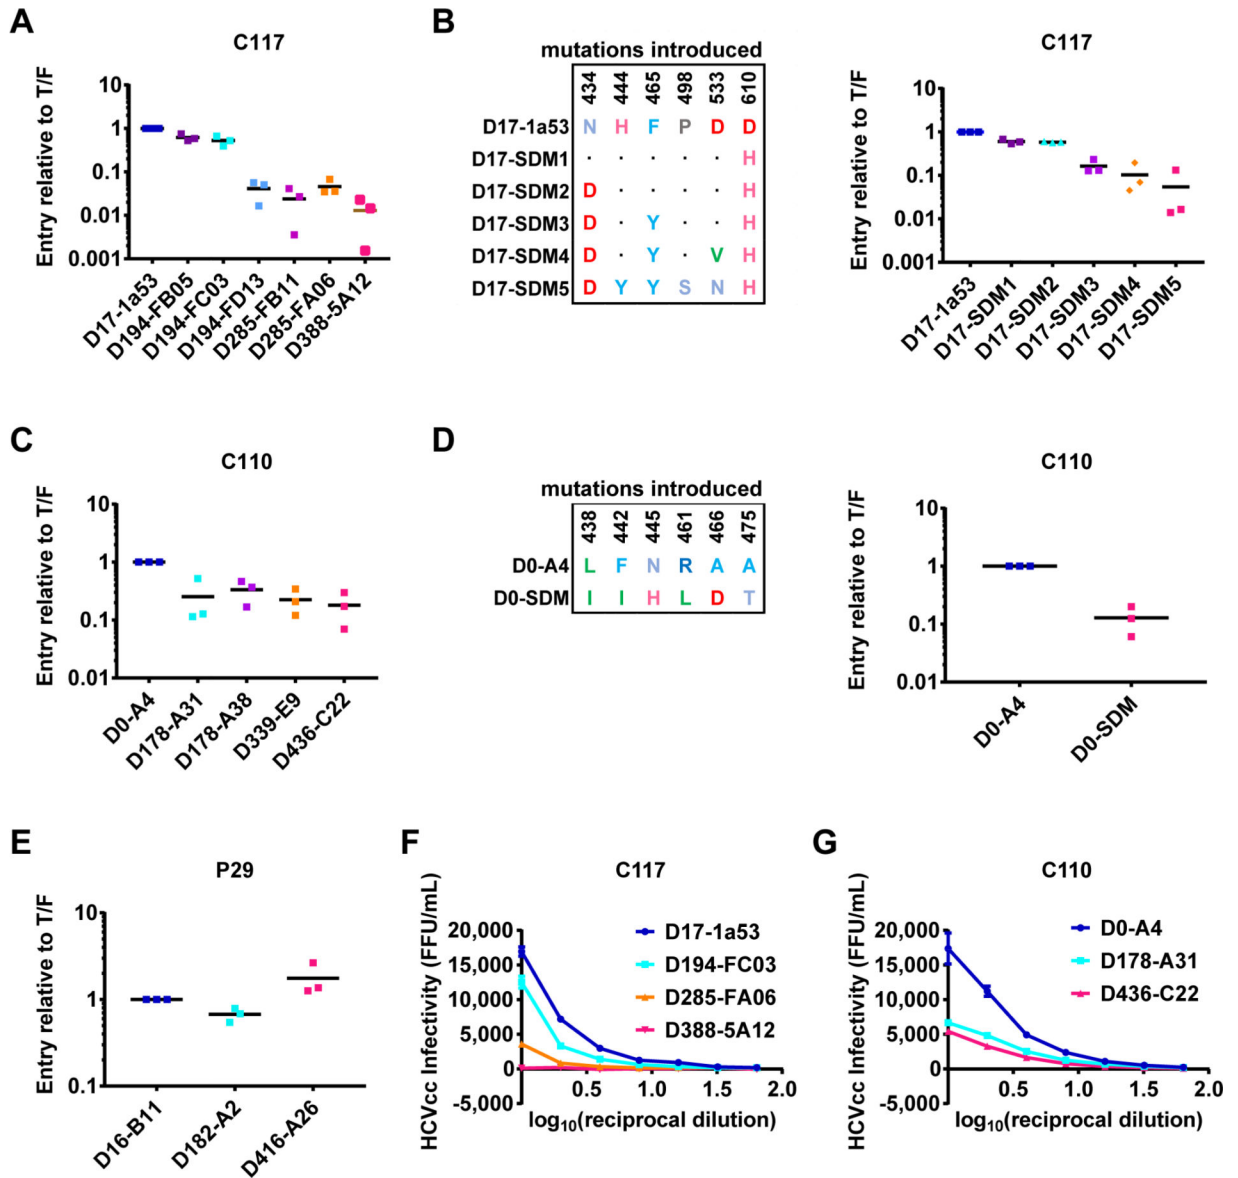 A
C117
Entry relative to T/F
10
1
0.1
0.01
0.001
D17-1a53
D194-FB05
D194-FC03
D194-FD13
D285-FB11
D285-FA06
D388-5A12
B
mutations introduced
434 444 465 498 533 610
D17-1a53 N H F P D D
D17-SDM1 . . . . . H
D17-SDM2 D . . . . H
D17-SDM3 D . Y . . H
D17-SDM4 D . Y . V H
D17-SDM5 D Y Y S N H
C117
Entry relative to T/F
10
1
0.1
0.01
0.001
D17-1a53
D17-SDM1
D17-SDM2
D17-SDM3
D17-SDM4
D17-SDM5
C
C110
Entry relative to T/F
10
1
0.1
0.01
D0-A4
D178-A31
D178-A38
D339-E9
D436-C22
D
mutations introduced
438 442 445 461 466 475
D0-A4 L F N R A A
D0-SDM I I H L D T
C110
Entry relative to T/F
10
1
0.1
0.01
D0-A4
D0-SDM
E
P29
Entry relative to T/F
10
1
0.1
D16-B11
D182-A2
D416-A26
F
C117
HCVcc Infectivity (FFU/mL)
20,000
15,000
10,000
5,000
0
-5,000
0.5 1.0 1.5 2.0
log₁₀(reciprocal dilution)
D17-1a53
D194-FC03
D285-FA06
D388-5A12
G
C110
HCVcc Infectivity (FFU/mL)
20,000
15,000
10,000
5,000
0
-5,000
0.5 1.0 1.5 2.0
log₁₀(reciprocal dilution)
D0-A4
D178-A31
D436-C22